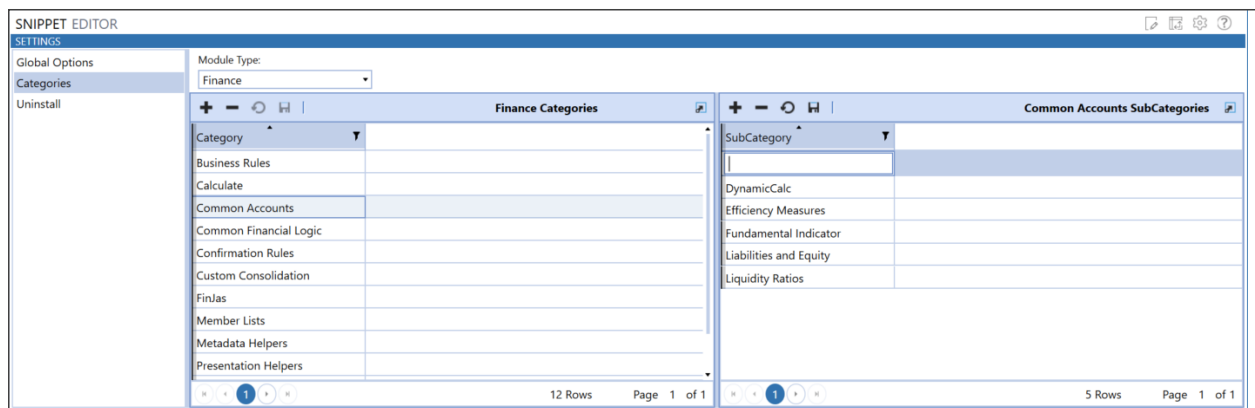 SNIPPET EDITOR
SETTINGS
Global Options
Categories
Uninstall
Module Type:
Finance
Finance Categories
Category
Business Rules
Calculate
Common Accounts
Common Financial Logic
Confirmation Rules
Custom Consolidation
FinJas
Member Lists
Metadata Helpers
Presentation Helpers
1
12 Rows Page 1 of 1
Common Accounts SubCategories
SubCategory
DynamicCalc
Efficiency Measures
Fundamental Indicator
Liabilities and Equity
Liquidity Ratios
1
5 Rows Page 1 of 1